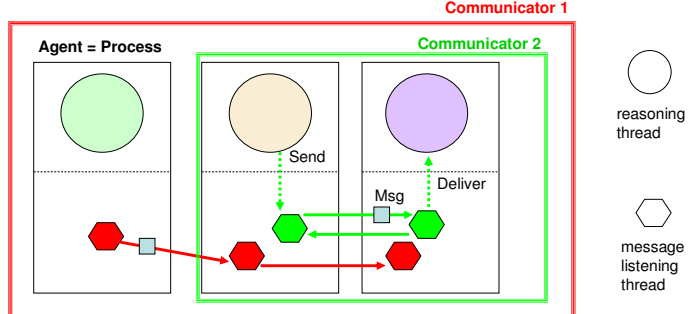 Communicator 1
Agent = Process
Communicator 2
Send
Msg
Deliver
reasoning
thread
message
listening
thread